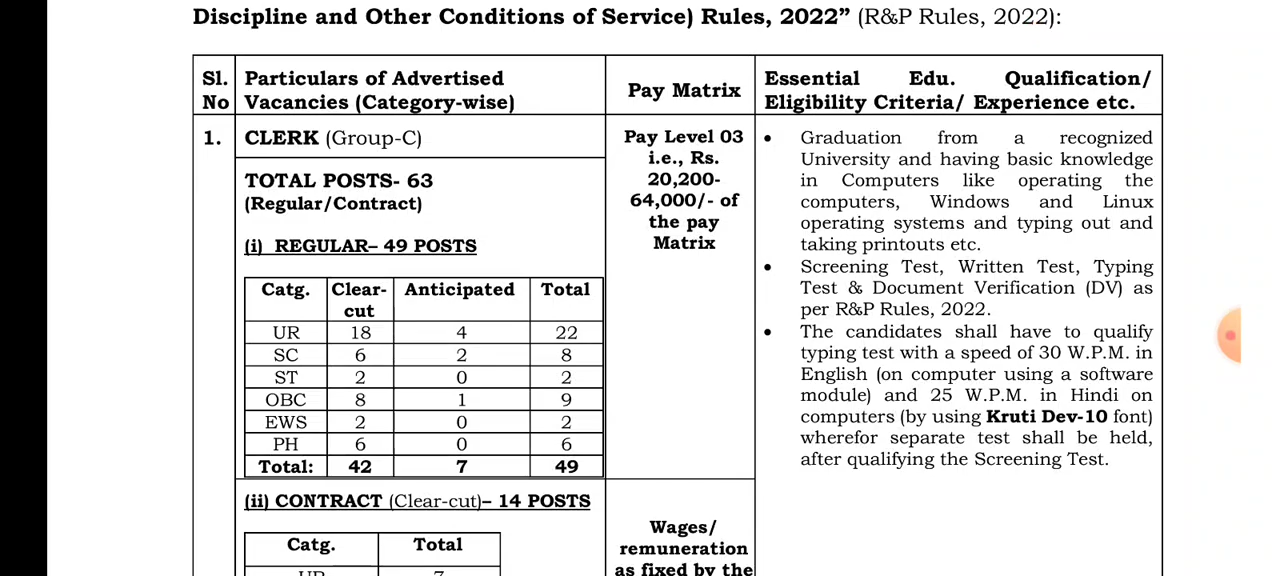 Discipline and Other Conditions of Service) Rules, 2022” (R&P Rules, 2022):
Sl. No
Particulars of Advertised
Vacancies (Category-wise)
Pay Matrix
Essential Edu. Qualification/
Eligibility Criteria/ Experience etc.
1.
CLERK (Group-C)
TOTAL POSTS- 63
(Regular/Contract)
(i) REGULAR– 49 POSTS
Catg. Clear-cut Anticipated Total
UR 18 4 22
SC 6 2 8
ST 2 0 2
OBC 8 1 9
EWS 2 0 2
PH 6 0 6
Total: 42 7 49
(ii) CONTRACT (Clear-cut)– 14 POSTS
Catg. Total
UR 7
Pay Level 03
i.e., Rs.
20,200-
64,000/- of
the pay
Matrix
Wages/
remuneration
as fixed by the
• Graduation from a recognized
University and having basic knowledge
in Computers like operating the
computers, Windows and Linux
operating systems and typing out and
taking printouts etc.
• Screening Test, Written Test, Typing
Test & Document Verification (DV) as
per R&P Rules, 2022.
• The candidates shall have to qualify
typing test with a speed of 30 W.P.M. in
English (on computer using a software
module) and 25 W.P.M. in Hindi on
computers (by using Kruti Dev-10 font)
wherefor separate test shall be held,
after qualifying the Screening Test.